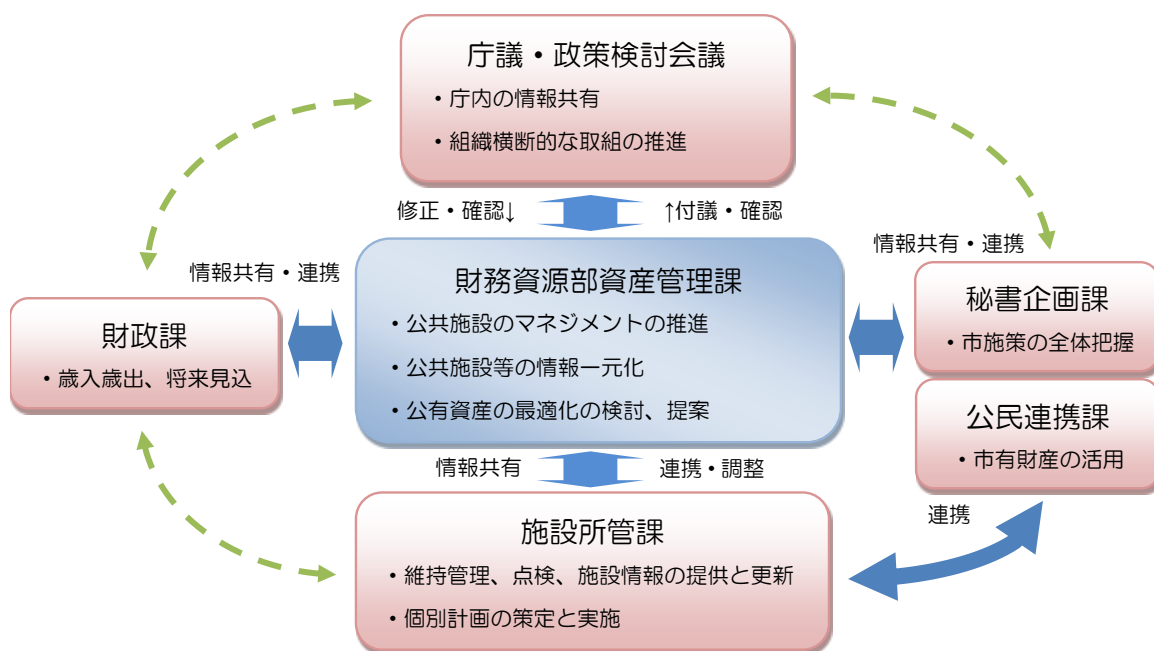 庁議・政策検討会議
・庁内の情報共有
・組織横断的な取組の推進
修正・確認↓
↑付議・確認
情報共有・連携
情報共有・連携
財務資源部資産管理課
・公共施設のマネジメントの推進
・公共施設等の情報一元化
・公有資産の最適化の検討、提案
財政課
・歳入歳出、将来見込
秘書企画課
・市施策の全体把握
公民連携課
・市有財産の活用
情報共有
連携・調整
連携
施設所管課
・維持管理、点検、施設情報の提供と更新
・個別計画の策定と実施